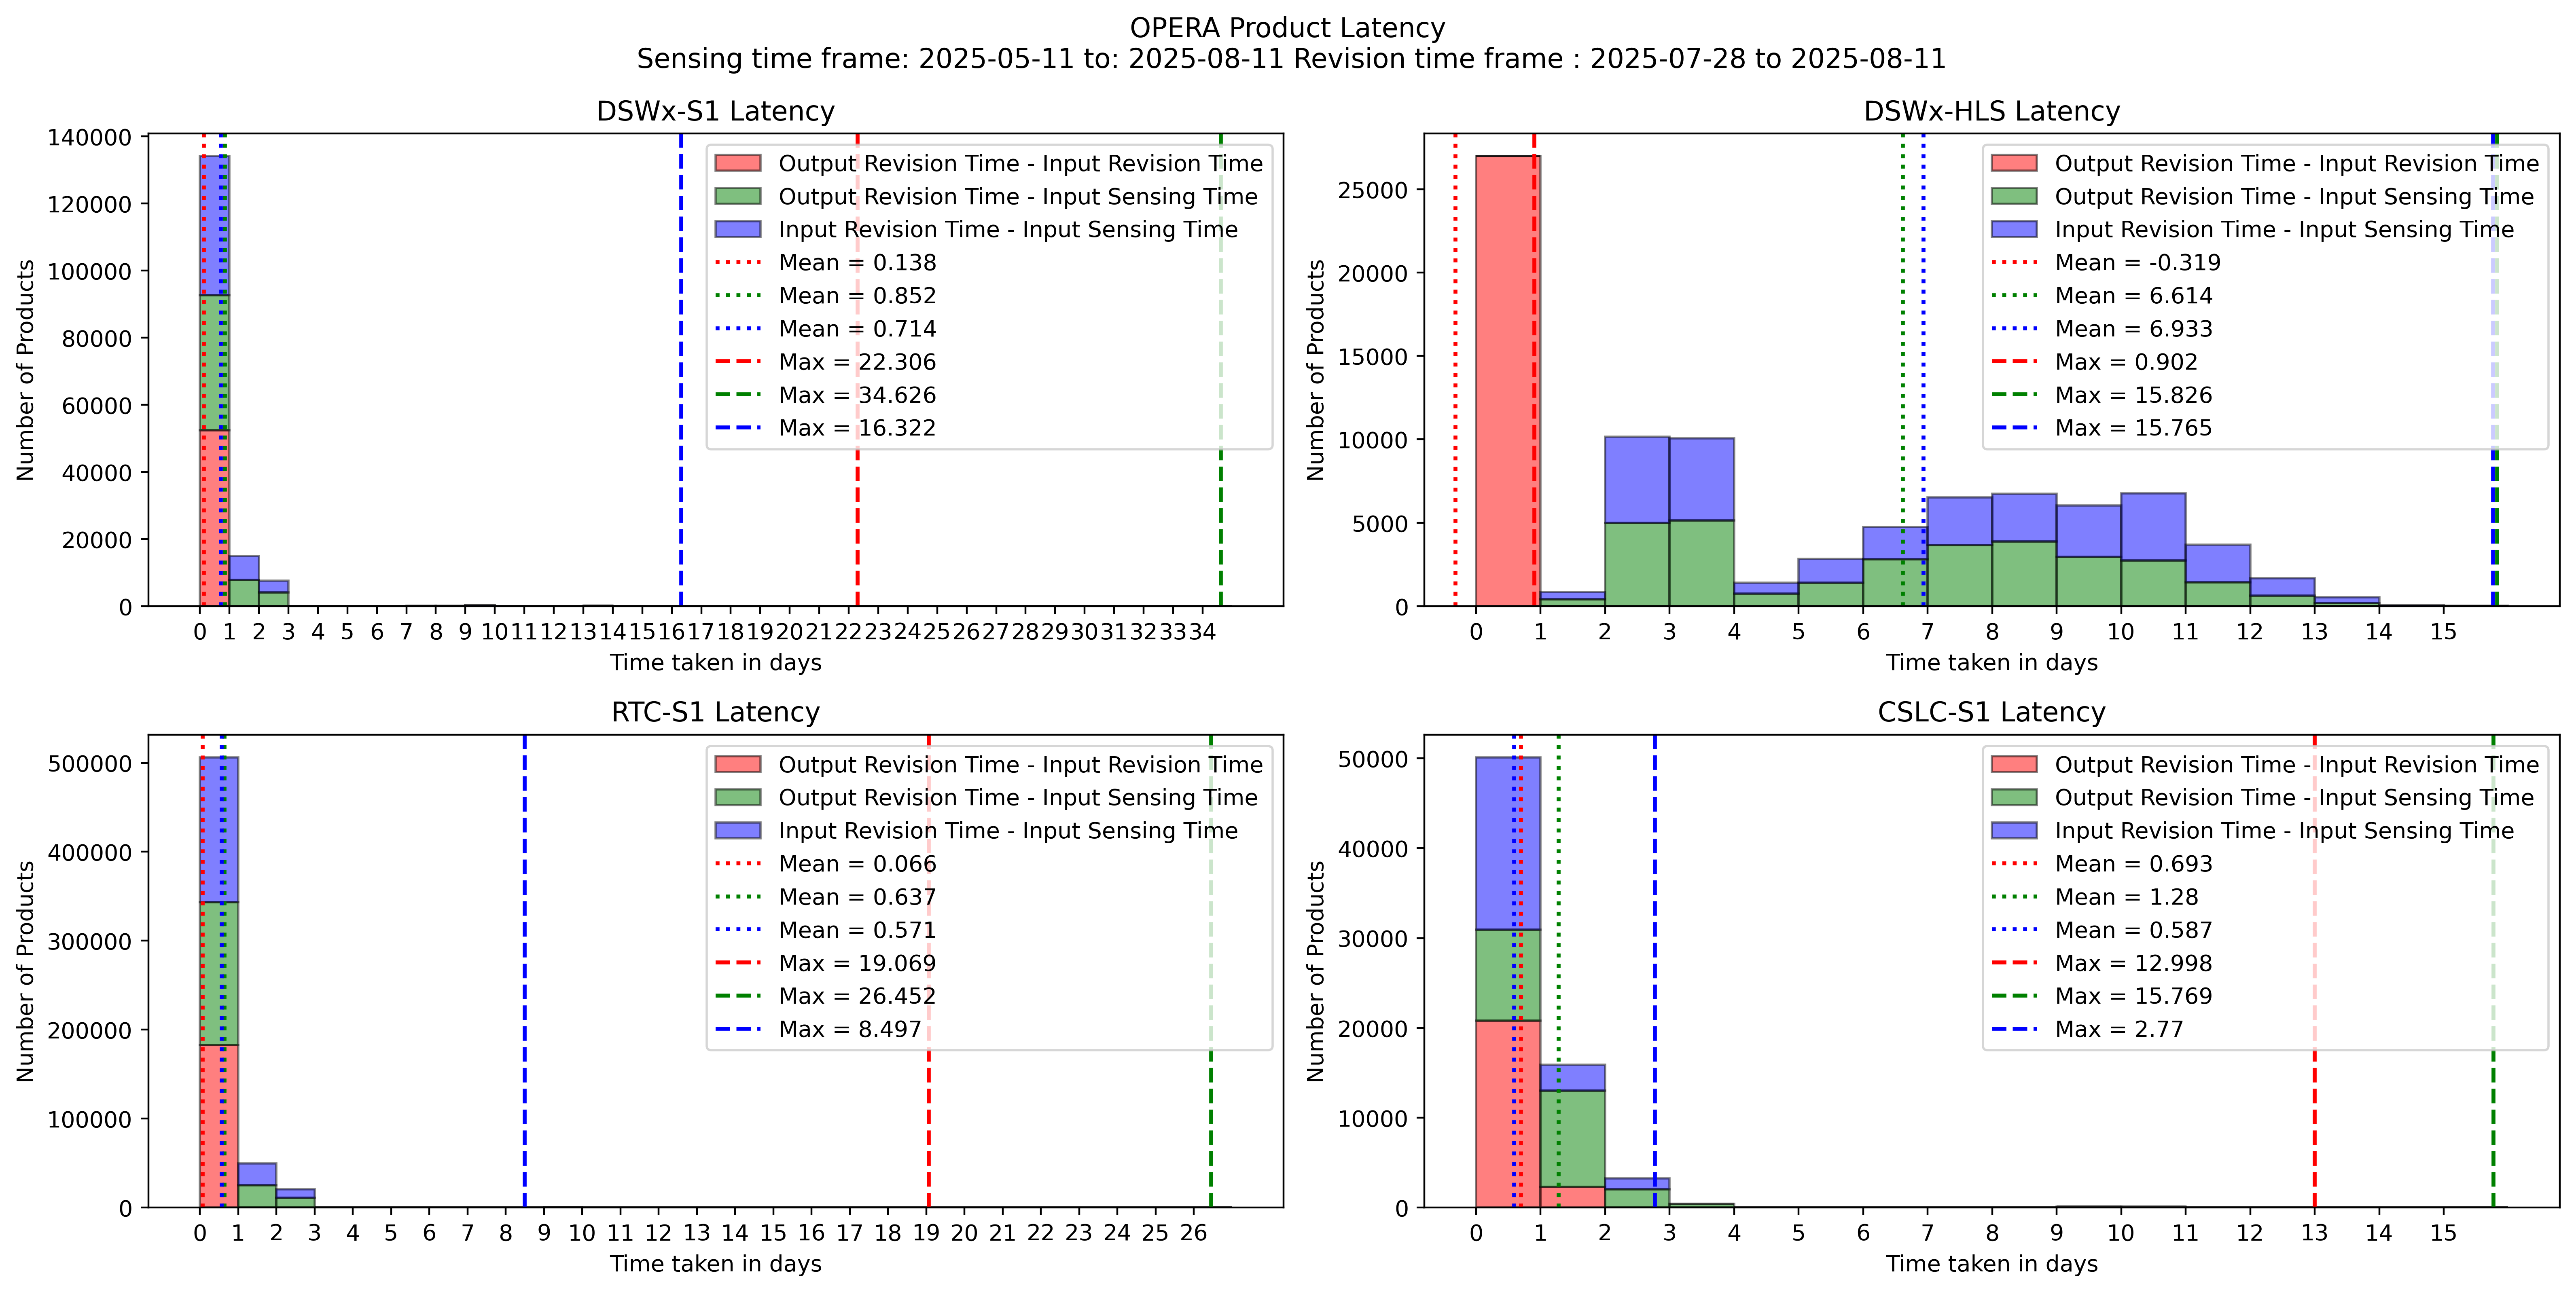 OPERA Product Latency
Sensing time frame: 2025-05-11 to: 2025-08-11 Revision time frame : 2025-07-28 to 2025-08-11
DSWx-S1 Latency
Number of Products
140000
120000
100000
80000
60000
40000
20000
0
Output Revision Time - Input Revision Time
Output Revision Time - Input Sensing Time
Input Revision Time - Input Sensing Time
Mean = 0.138
Mean = 0.852
Mean = 0.714
Max = 22.306
Max = 34.626
Max = 16.322
0 1 2 3 4 5 6 7 8 9 10 11 12 13 14 15 16 17 18 19 20 21 22 23 24 25 26 27 28 29 30 31 32 33 34
Time taken in days
DSWx-HLS Latency
Number of Products
25000
20000
15000
10000
5000
0
Output Revision Time - Input Revision Time
Output Revision Time - Input Sensing Time
Input Revision Time - Input Sensing Time
Mean = -0.319
Mean = 6.614
Mean = 6.933
Max = 0.902
Max = 15.826
Max = 15.765
0 1 2 3 4 5 6 7 8 9 10 11 12 13 14 15
Time taken in days
RTC-S1 Latency
Number of Products
500000
400000
300000
200000
100000
0
Output Revision Time - Input Revision Time
Output Revision Time - Input Sensing Time
Input Revision Time - Input Sensing Time
Mean = 0.066
Mean = 0.637
Mean = 0.571
Max = 19.069
Max = 26.452
Max = 8.497
0 1 2 3 4 5 6 7 8 9 10 11 12 13 14 15 16 17 18 19 20 21 22 23 24 25 26
Time taken in days
CSLC-S1 Latency
Number of Products
50000
40000
30000
20000
10000
0
Output Revision Time - Input Revision Time
Output Revision Time - Input Sensing Time
Input Revision Time - Input Sensing Time
Mean = 0.693
Mean = 1.28
Mean = 0.587
Max = 12.998
Max = 15.769
Max = 2.77
0 1 2 3 4 5 6 7 8 9 10 11 12 13 14 15
Time taken in days